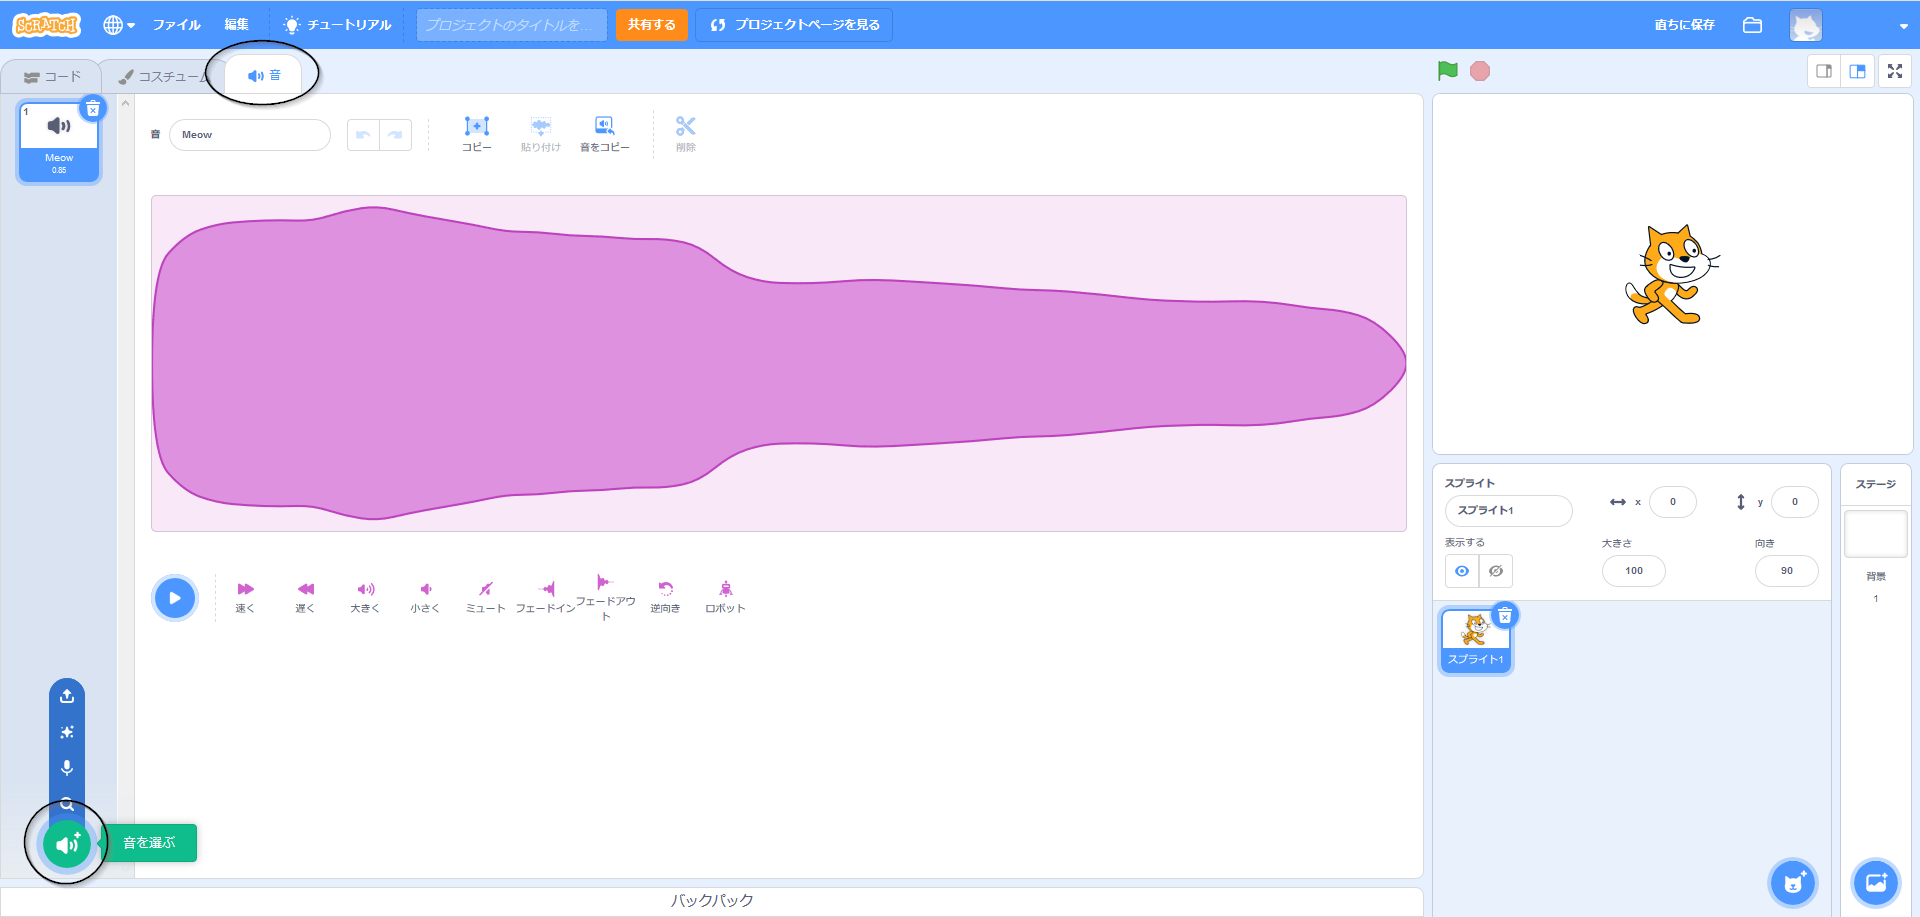 SCRATCH
ファイル
編集
チュートリアル
プロジェクトのタイトルを...
共有する
プロジェクトページを見る
直ちに保存
コード
コスチューム
音
1
Meow
0.85
音
Meow
コピー
貼り付け
音をコピー
削除
速く
遅く
大きく
小さく
ミュート
フェードイン
フェードアウ
ト
逆向き
ロボット
音を選ぶ
バックパック
スプライト
スプライト1
x
0
y
0
表示する
大きさ
100
向き
90
スプライト1
ステージ
背景
1